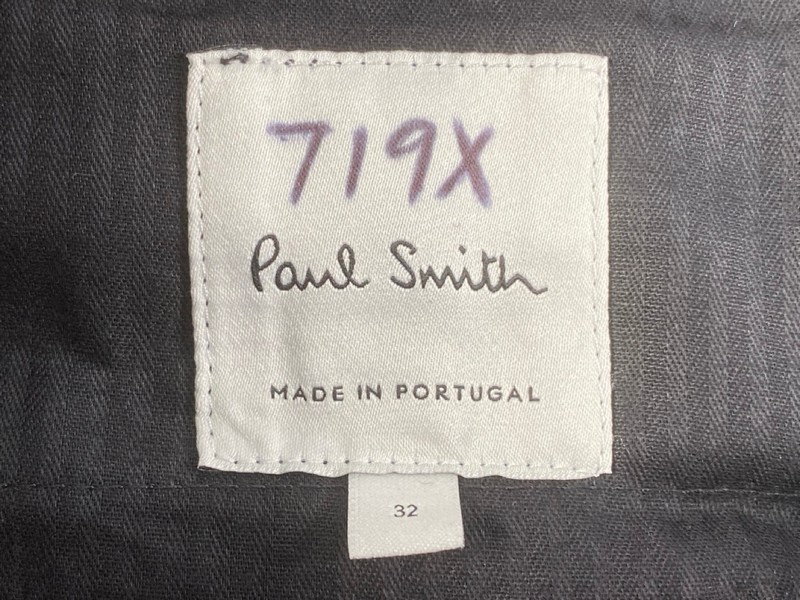 719X
Paul Smith
MADE IN PORTUGAL
32